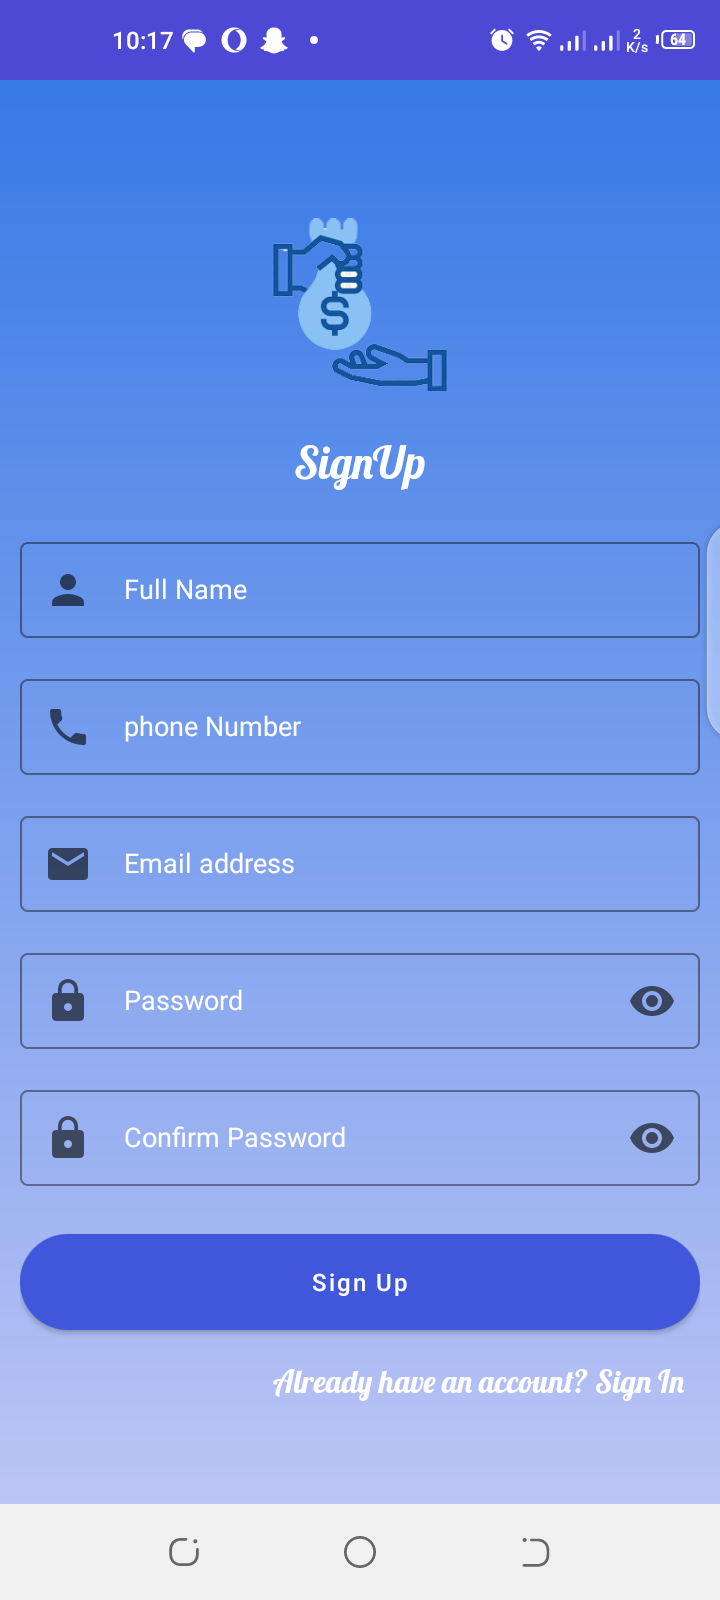 10:17 2 K/s 64
$
SignUp
Full Name
phone Number
Email address
Password
Confirm Password
Sign Up
Already have an account? Sign In